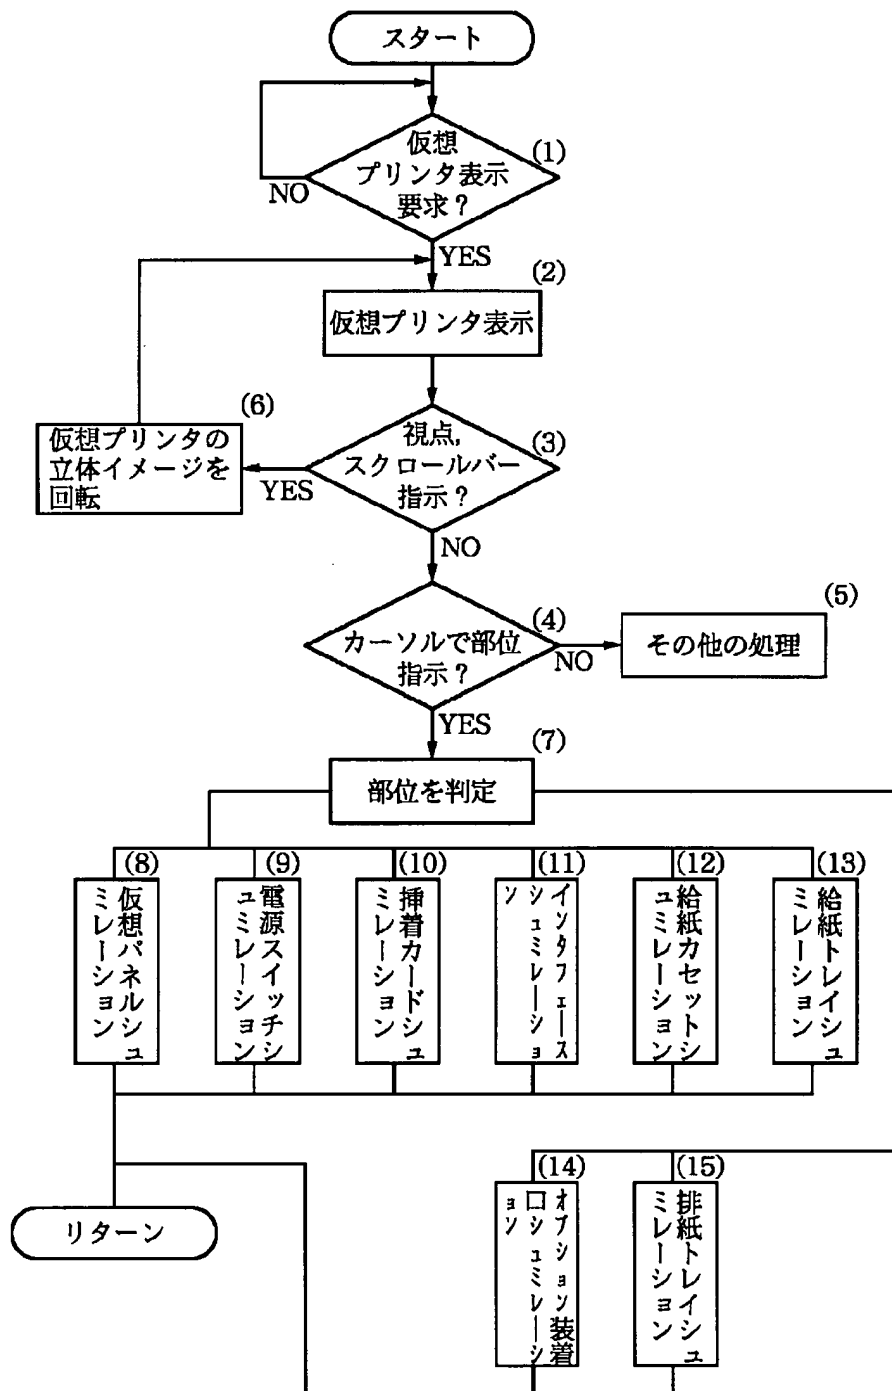 スタート
仮想
プリンタ表示
要求?
(1)
NO
YES
(2)
仮想プリンタ表示
(6)
仮想プリンタの
立体イメージを
回転
視点,
スクロールバー
指示?
(3)
YES
NO
(4)
カーソルで部位
指示?
NO
(5)
その他の処理
YES
(7)
部位を判定
(8)
仮想パネルシュ
ミレーション
(9)
電源スイッチシ
ュミレーション
(10)
挿着カードシュ
ミレーション
(11)
インタフェース
シュミレーショ
ン
(12)
給紙カセットシ
ュミレーション
(13)
給紙トレイシュ
ミレーション
(14)
オプション装着
口シュミレーシ
ョン
(15)
排紙トレイシュ
ミレーション
リターン